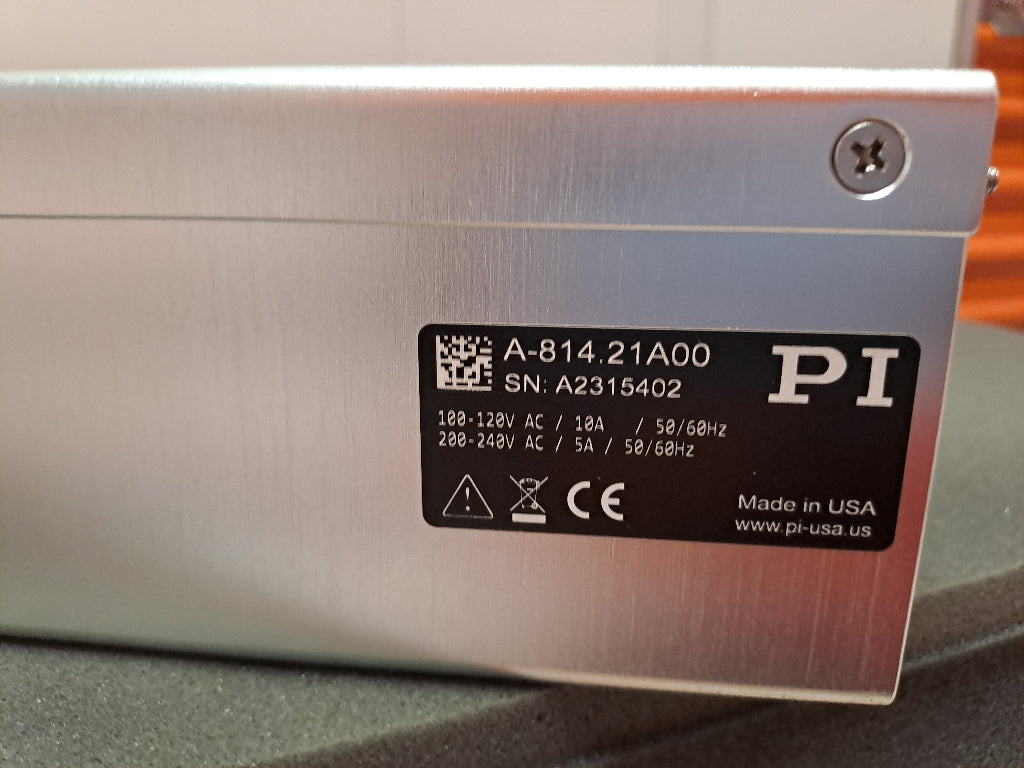 A-814.21A00
SN: A2315402
PI
100-120V AC / 10A / 50/60Hz
200-240V AC / 5A / 50/60Hz
CE
Made in USA
www.pi-usa.us